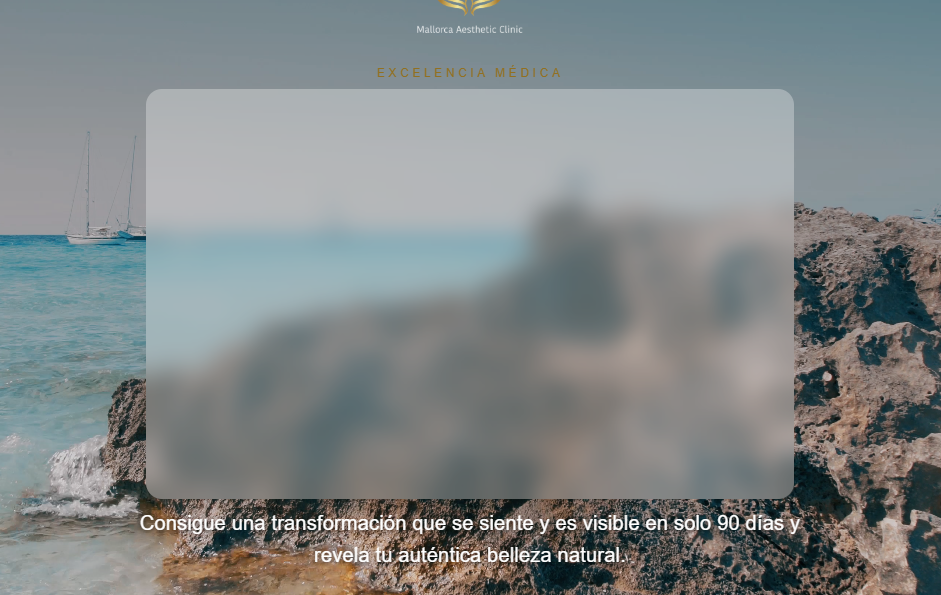 Mallorca Aesthetic Clinic
EXCELENCIA MÉDICA
Consigue una transformación que se siente y es visible en solo 90 días y
revela tu auténtica belleza natural.